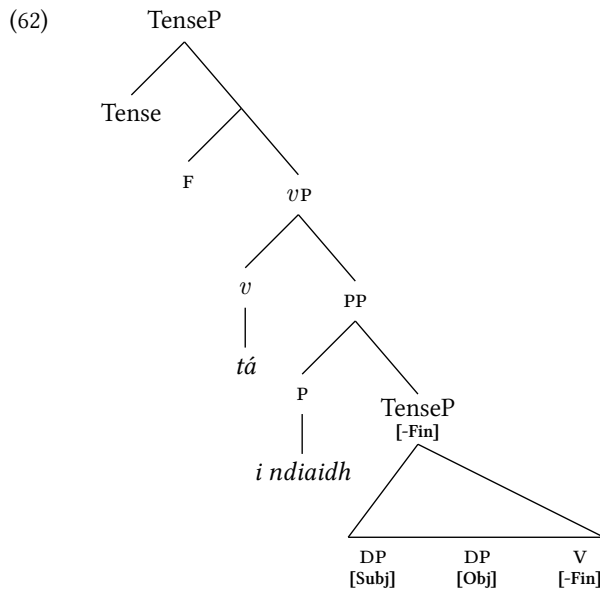 (62)
TenseP
Tense
F
vP
v
PP
tá
P
TenseP
[-Fin]
i ndiaidh
DP DP V
[Subj] [Obj] [-Fin]